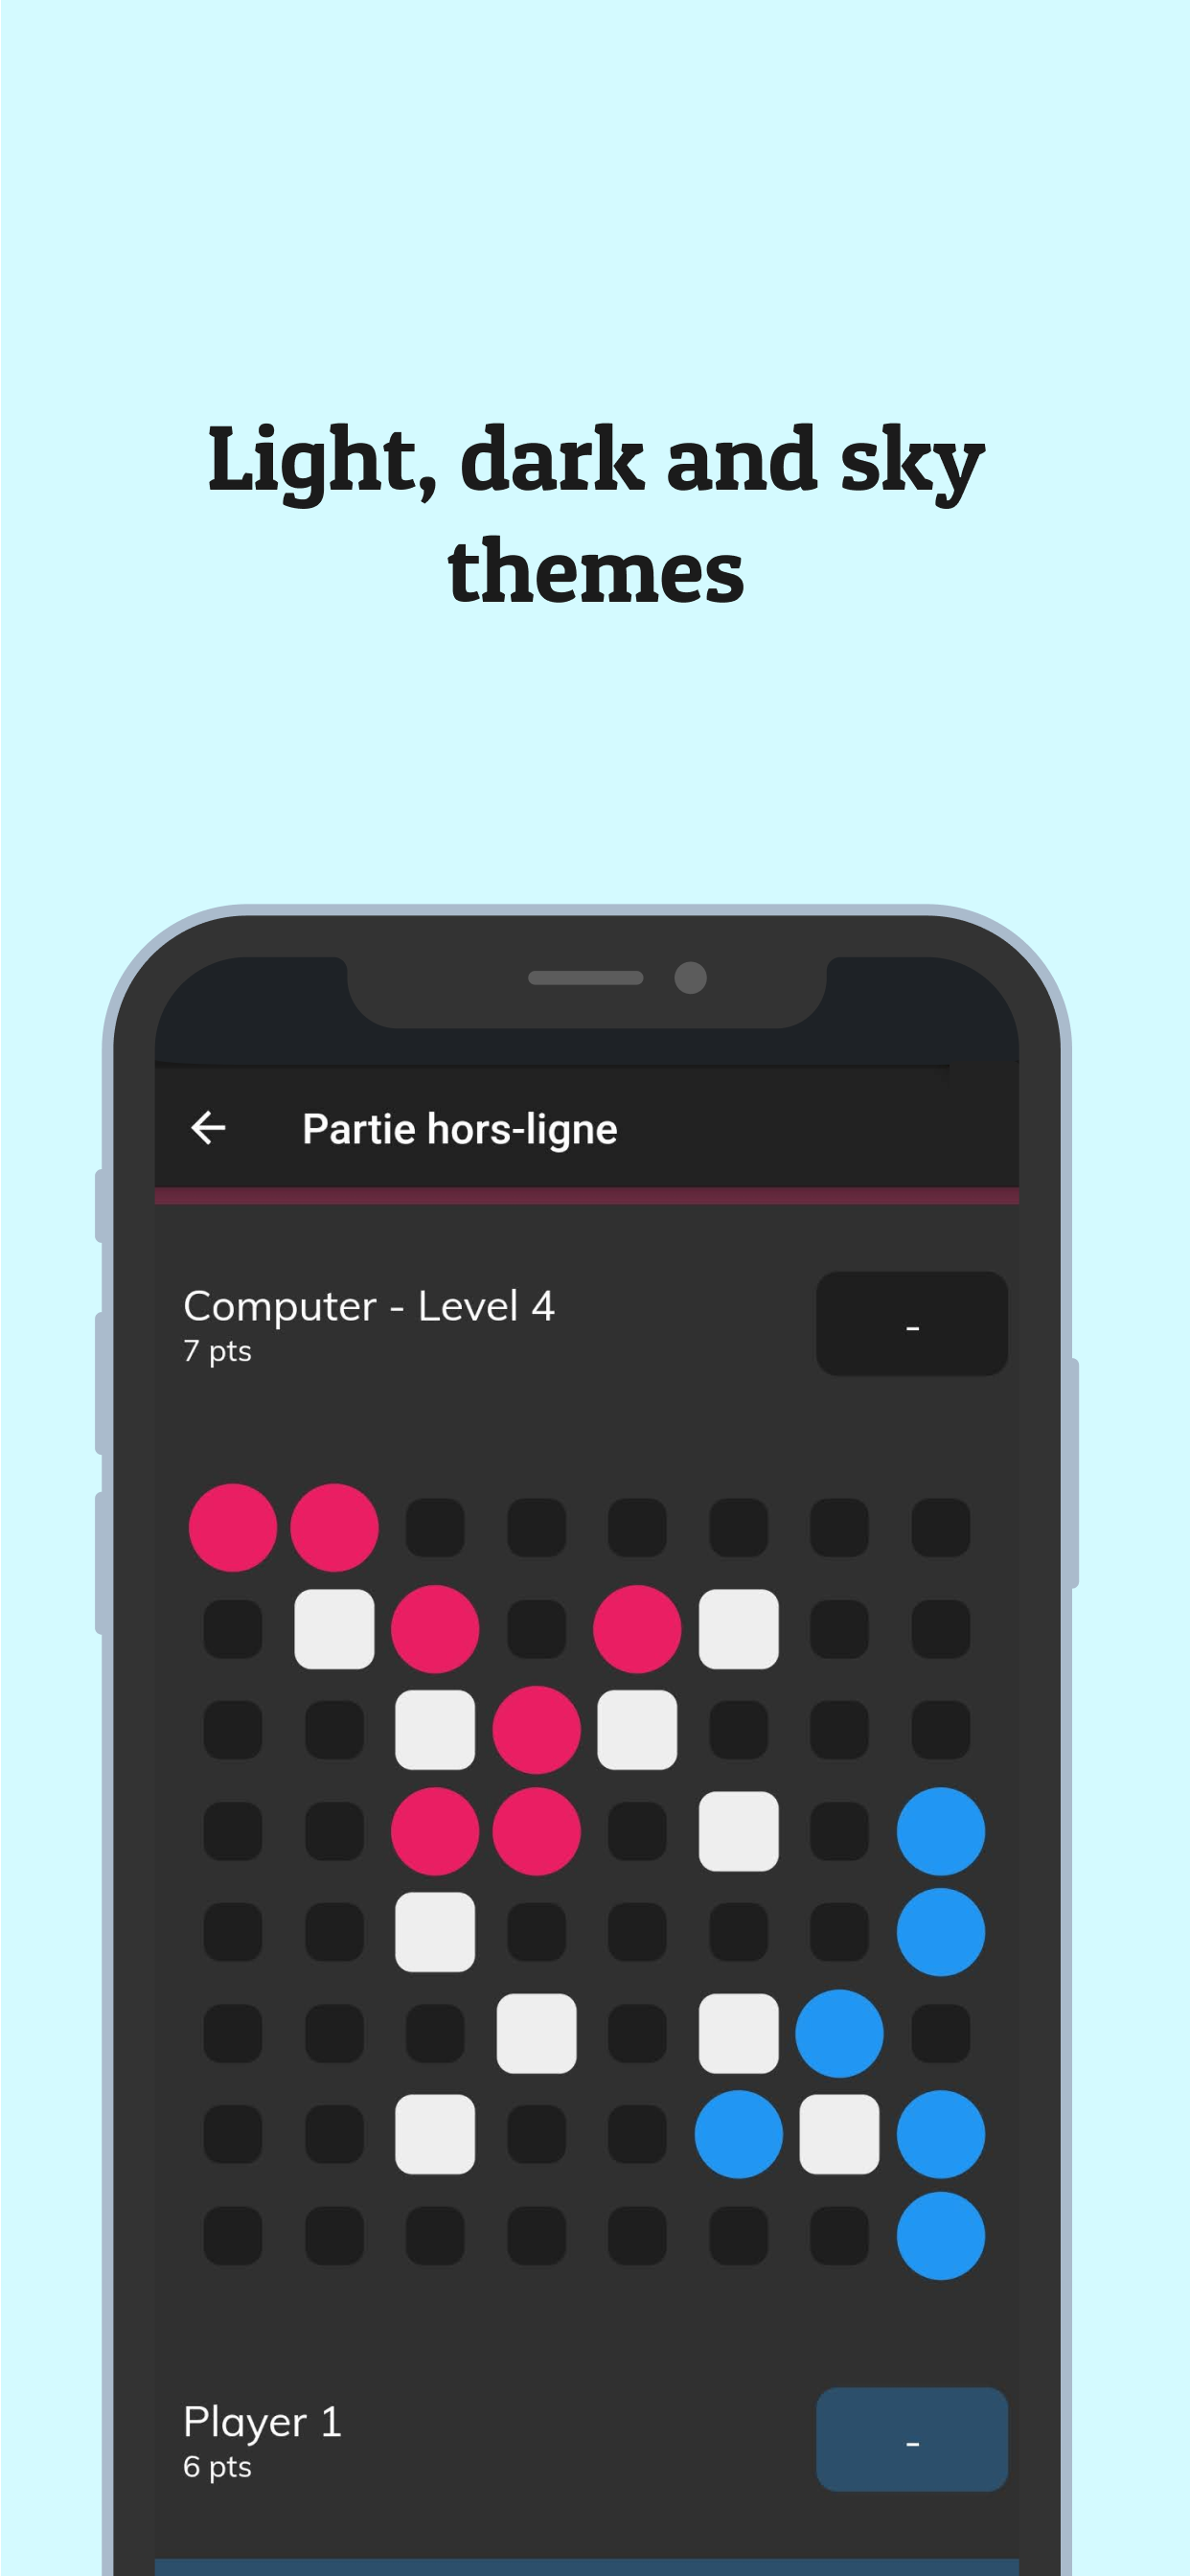 Light, dark and sky
themes
Partie hors-ligne
Computer - Level 4
7 pts
-
Player 1
6 pts
-